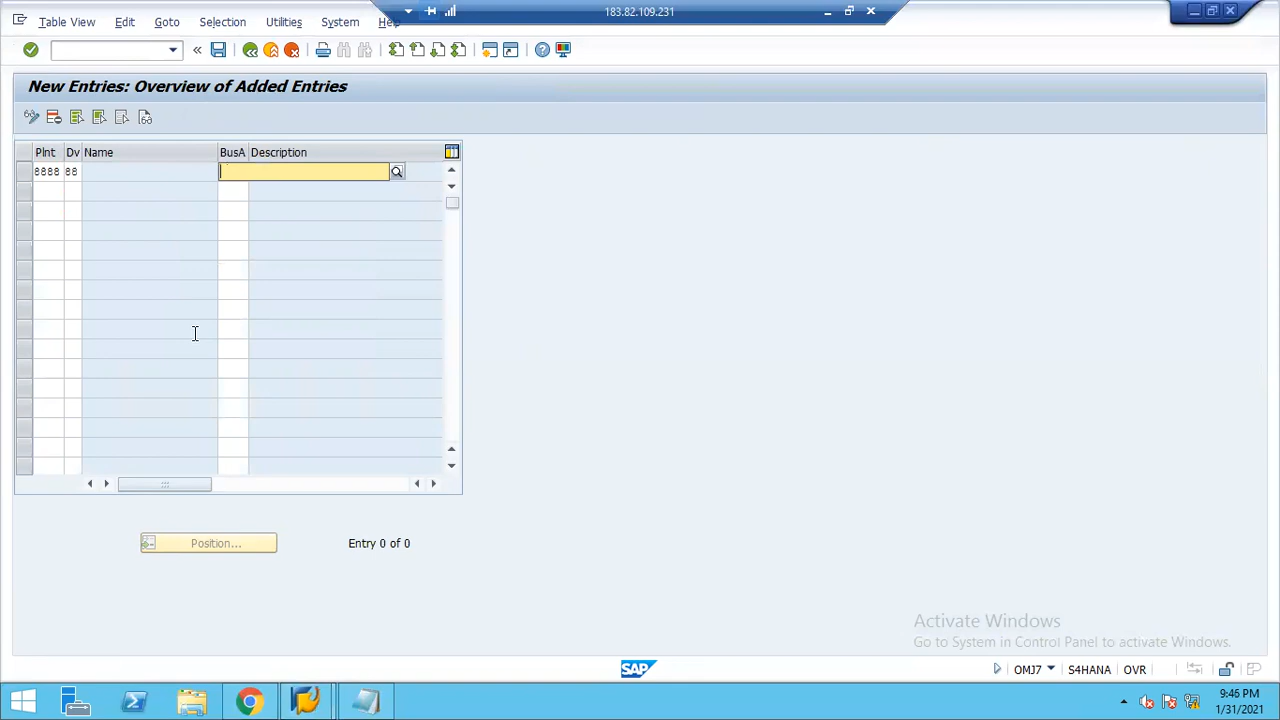 183.82.109.231
Table View Edit Goto Selection Utilities System Help
New Entries: Overview of Added Entries
Plnt Dv Name BusA Description
8888 88
Position... Entry 0 of 0
Activate Windows
Go to System in Control Panel to activate Windows.
SAP OMJ7 S4HANA OVR
9:46 PM
1/31/2021